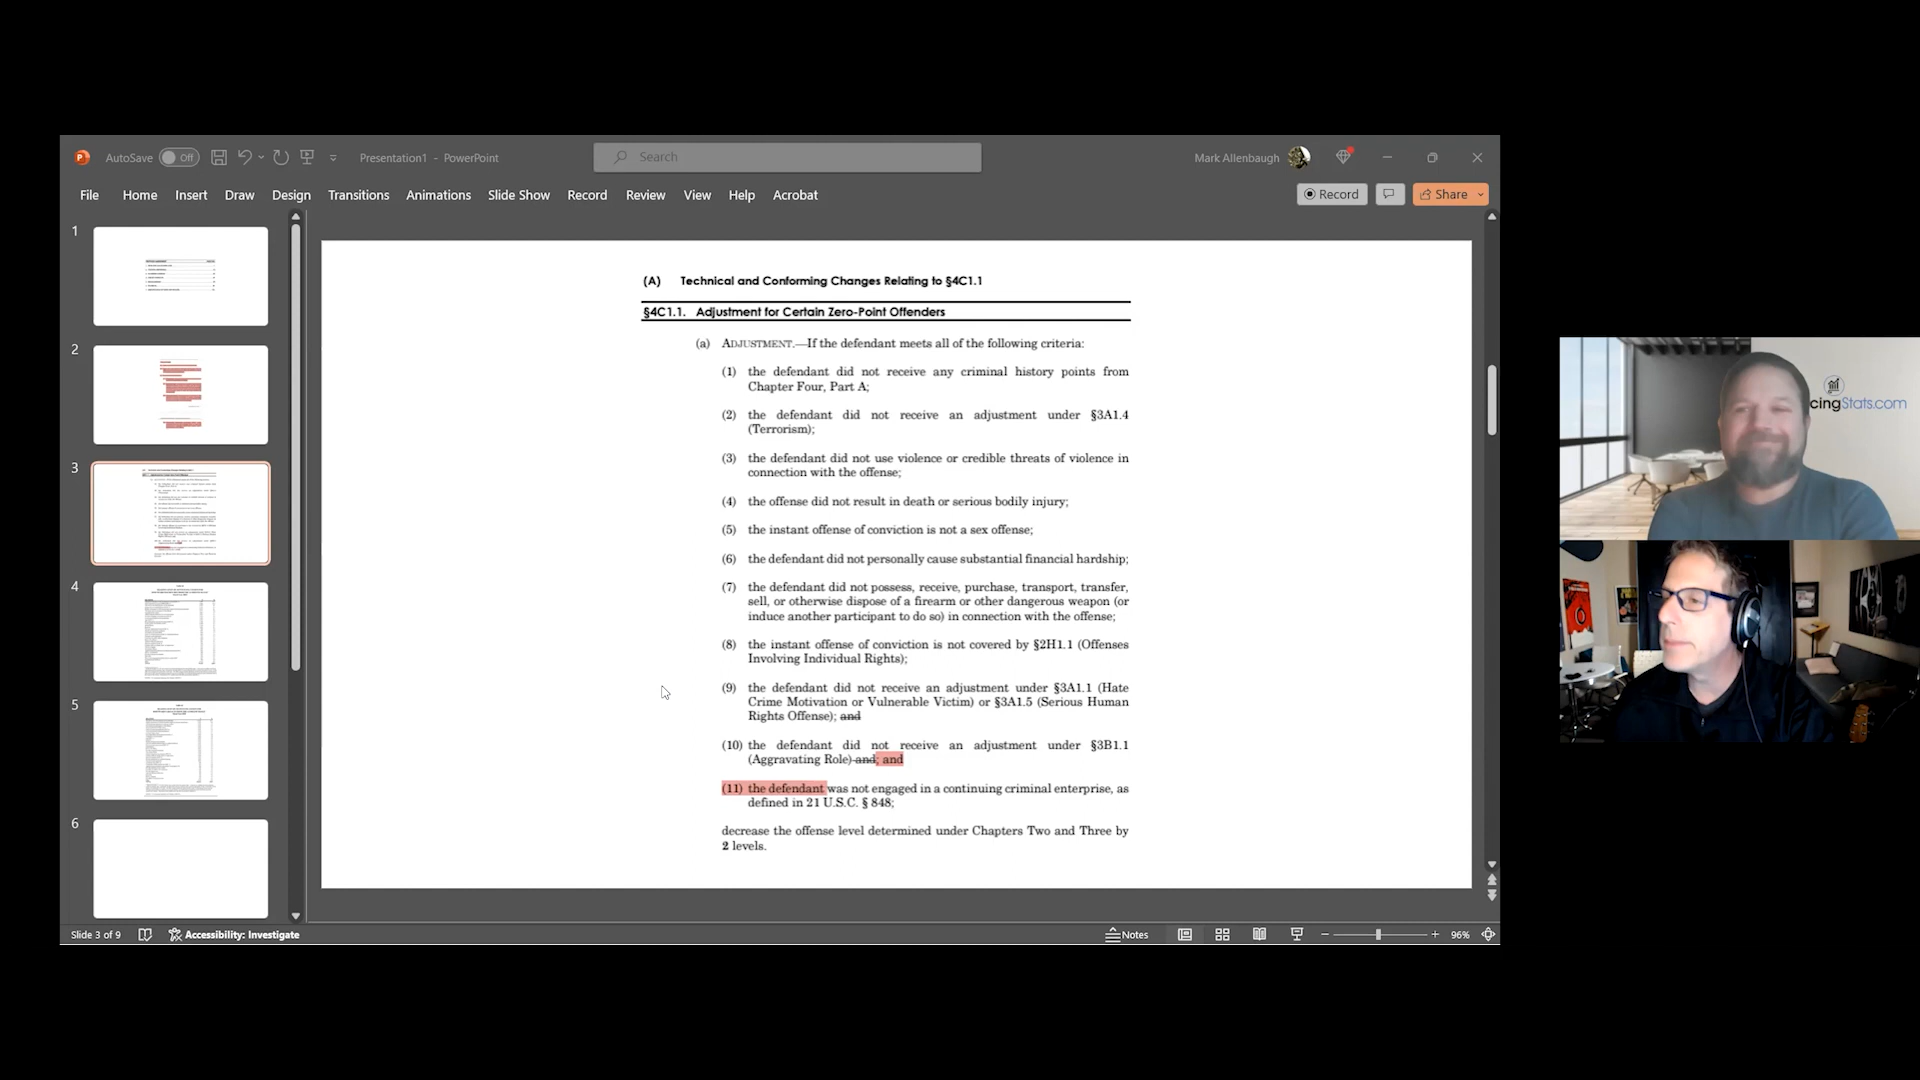 AutoSave Off Presentation1 - PowerPoint Search Mark Allenbaugh
File Home Insert Draw Design Transitions Animations Slide Show Record Review View Help Acrobat Record Share
1
2
3
4
5
6
(A) Technical and Conforming Changes Relating to §4C1.1
§4C1.1. Adjustment for Certain Zero-Point Offenders
(a) ADJUSTMENT.—If the defendant meets all of the following criteria:
(1) the defendant did not receive any criminal history points from
Chapter Four, Part A;
(2) the defendant did not receive an adjustment under §3A1.4
(Terrorism);
(3) the defendant did not use violence or credible threats of violence in
connection with the offense;
(4) the offense did not result in death or serious bodily injury;
(5) the instant offense of conviction is not a sex offense;
(6) the defendant did not personally cause substantial financial hardship;
(7) the defendant did not possess, receive, purchase, transport, transfer,
sell, or otherwise dispose of a firearm or other dangerous weapon (or
induce another participant to do so) in connection with the offense;
(8) the instant offense of conviction is not covered by §2H1.1 (Offenses
Involving Individual Rights);
(9) the defendant did not receive an adjustment under §3A1.1 (Hate
Crime Motivation or Vulnerable Victim) or §3A1.5 (Serious Human
Rights Offense); and
(10) the defendant did not receive an adjustment under §3B1.1
(Aggravating Role) and; and
(11) the defendant was not engaged in a continuing criminal enterprise, as
defined in 21 U.S.C. § 848;
decrease the offense level determined under Chapters Two and Three by
2 levels.
Slide 3 of 9 Accessibility: Investigate Notes 96%
cingStats.com